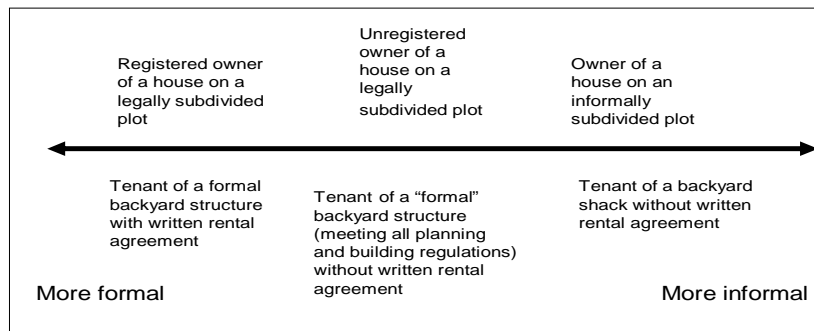 Registered owner
of a house on a
legally subdivided
plot
Unregistered
owner of a
house on a
legally
subdivided plot
Owner of a
house on an
informally
subdivided plot
Tenant of a formal
backyard structure
with written rental
agreement
Tenant of a “formal”
backyard structure
(meeting all planning
and building regulations)
without written rental
agreement
Tenant of a backyard
shack without written
rental agreement
More formal
More informal